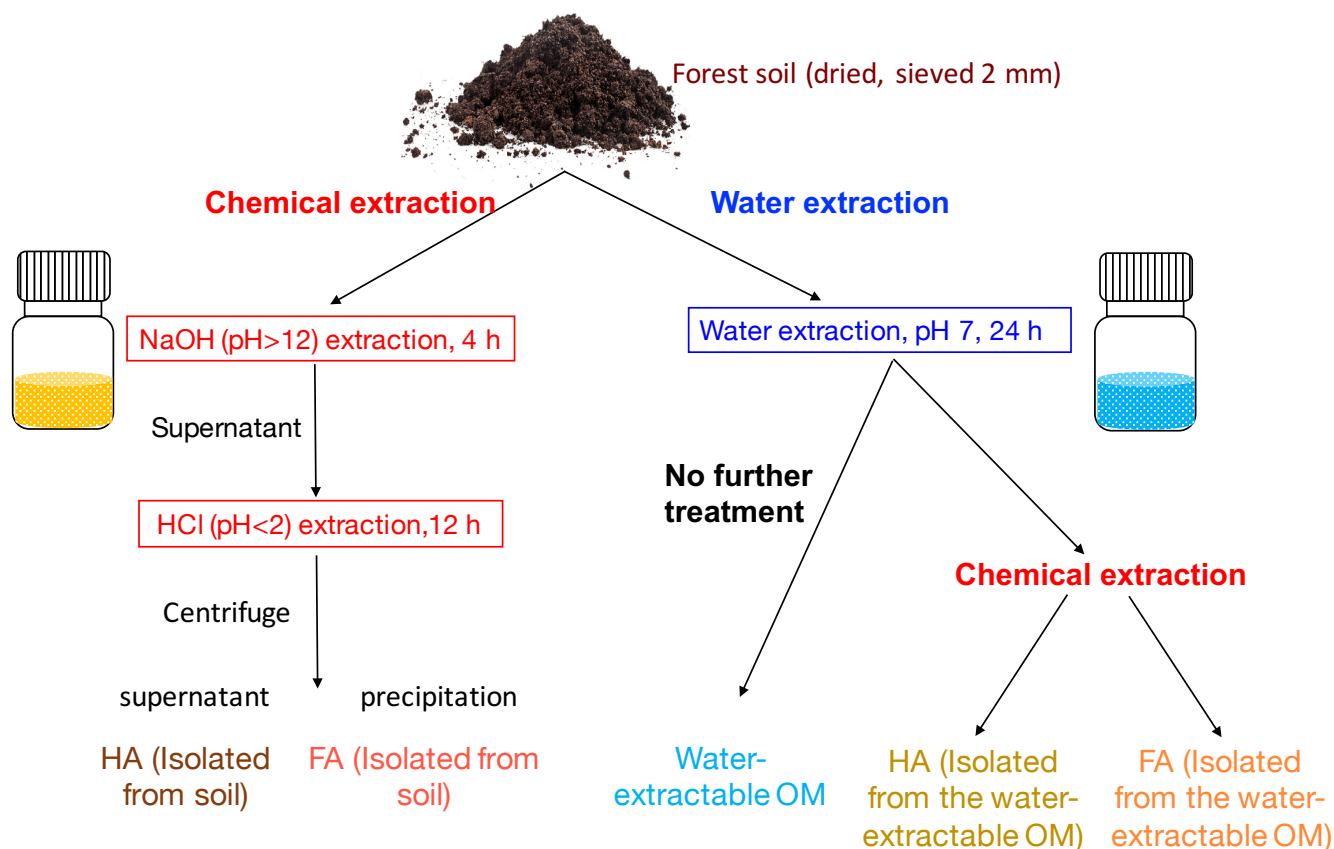 Forest soil (dried, sieved 2 mm)
Chemical extraction
Water extraction
NaOH (pH>12) extraction, 4 h
Water extraction, pH 7, 24 h
Supernatant
No further
treatment
HCl (pH<2) extraction,12 h
Chemical extraction
Centrifuge
supernatant
precipitation
HA (Isolated
from soil)
FA (Isolated from
soil)
Water-
extractable OM
HA (Isolated
from the water-
extractable OM)
FA (Isolated
from the water-
extractable OM)